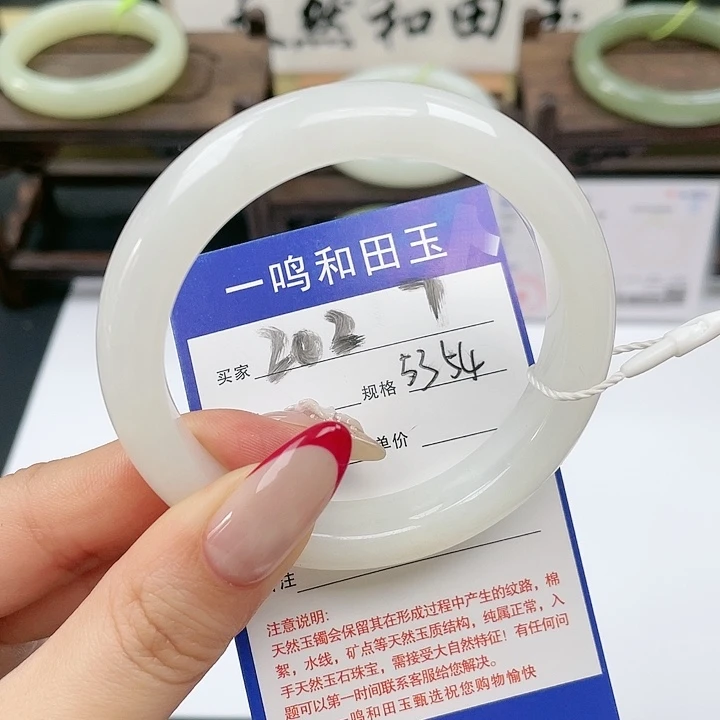 天然和田玉
一鸣和田玉
买家 202 7
规格 5354
单价
注
注意说明:
天然玉镯会保留其在形成过程中产生的纹路，棉
絮，水线，矿点等天然玉质结构，纯属正常，入
手天然玉石珠宝，需接受大自然特征！有任何问
题可以第一时间联系客服给您解决。
一鸣和田玉甄选祝您购物愉快